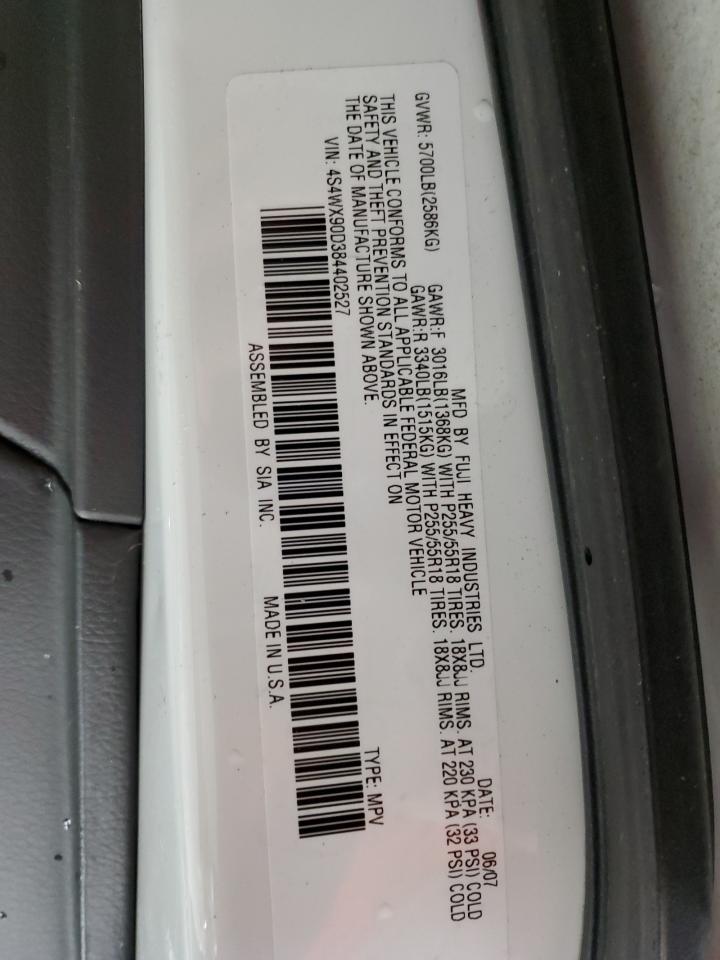 MFD BY FUJI HEAVY INDUSTRIES LTD. DATE: 06/07
GVWR: 5700LB(2586KG) GAWR:F 3016LB(1368KG) WITH P255/55R18 TIRES. 18X8JJ RIMS. AT 230 KPA (33 PSI) COLD
GAWR:R 3340LB(1515KG) WITH P255/55R18 TIRES. 18X8JJ RIMS. AT 220 KPA (32 PSI) COLD
THIS VEHICLE CONFORMS TO ALL APPLICABLE FEDERAL MOTOR VEHICLE
SAFETY AND THEFT PREVENTION STANDARDS IN EFFECT ON
THE DATE OF MANUFACTURE SHOWN ABOVE.
VIN: 4S4WX90D384402527 TYPE: MPV
ASSEMBLED BY SIA INC. MADE IN U.S.A.